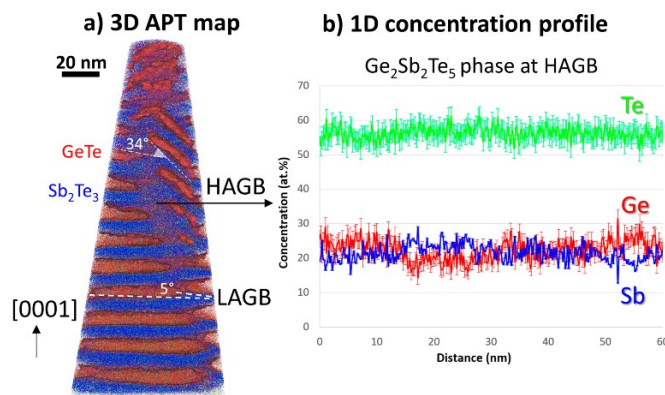 a) 3D APT map
20 nm
34°
GeTe
Sb₂Te₃
HAGB
5°
LAGB
[0001]
b) 1D concentration profile
Ge₂Sb₂Te₅ phase at HAGB
70
60
50
40
30
20
10
0
Concentration (at.%)
Te
Ge
Sb
0 10 20 30 40 50 60
Distance (nm)